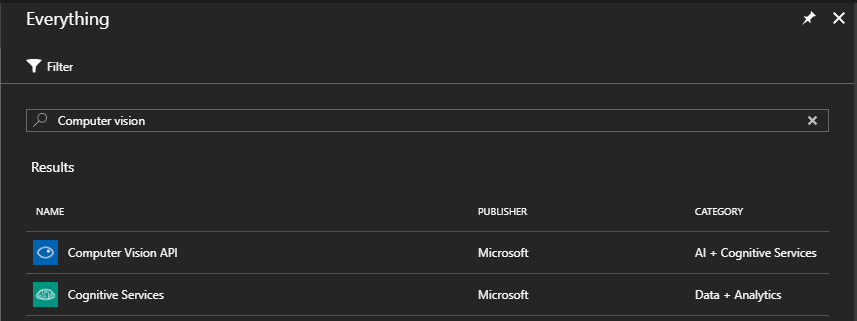 Everything
Filter
Computer vision
Results
NAME PUBLISHER CATEGORY
Computer Vision API Microsoft AI + Cognitive Services
Cognitive Services Microsoft Data + Analytics